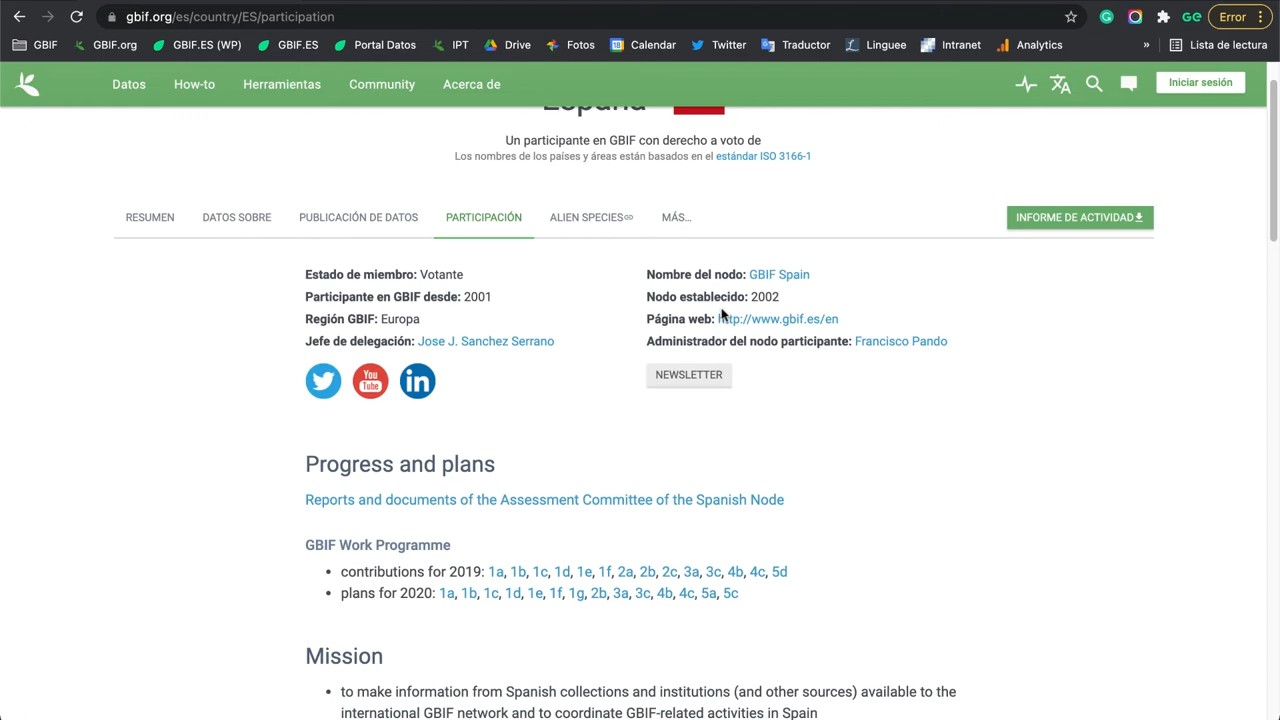 gbif.org/es/country/ES/participation
Error
GBIF
GBIF.org
GBIF.ES (WP)
GBIF.ES
Portal Datos
IPT
Drive
Fotos
Calendar
Twitter
Traductor
Linguee
Intranet
Analytics
»
Lista de lectura
Datos
How-to
Herramientas
Community
Acerca de
Iniciar sesión
España
Un participante en GBIF con derecho a voto de
Los nombres de los países y áreas están basados en el estándar ISO 3166-1
RESUMEN
DATOS SOBRE
PUBLICACIÓN DE DATOS
PARTICIPACIÓN
ALIEN SPECIES
MÁS...
INFORME DE ACTIVIDAD
Estado de miembro: Votante
Participante en GBIF desde: 2001
Región GBIF: Europa
Jefe de delegación: Jose J. Sanchez Serrano
You
Tube
in
Nombre del nodo: GBIF Spain
Nodo establecido: 2002
Página web: http://www.gbif.es/en
Administrador del nodo participante: Francisco Pando
NEWSLETTER
Progress and plans
Reports and documents of the Assessment Committee of the Spanish Node
GBIF Work Programme
• contributions for 2019: 1a, 1b, 1c, 1d, 1e, 1f, 2a, 2b, 2c, 3a, 3c, 4b, 4c, 5d
• plans for 2020: 1a, 1b, 1c, 1d, 1e, 1f, 1g, 2b, 3a, 3c, 4b, 4c, 5a, 5c
Mission
• to make information from Spanish collections and institutions (and other sources) available to the
international GBIF network and to coordinate GBIF-related activities in Spain